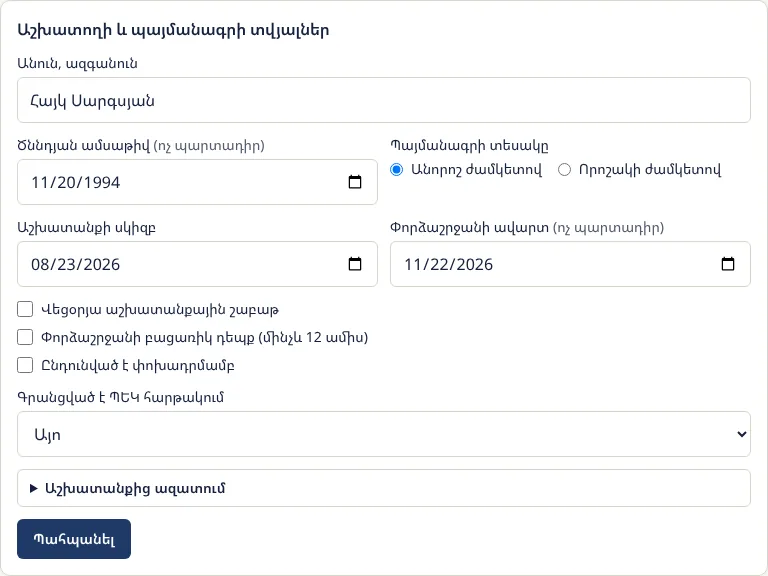 Աշխատողի և պայմանագրի տվյալներ
Անուն, ազգանուն
Հայկ Սարգսյան
Ծննդյան ամսաթիվ (ոչ պարտադիր)
Պայմանագրի տեսակը
11/20/1994
Անորոշ ժամկետով
Որոշակի ժամկետով
Աշխատանքի սկիզբ
Փորձաշրջանի ավարտ (ոչ պարտադիր)
08/23/2026
11/22/2026
Վեցօրյա աշխատանքային շաբաթ
Փորձաշրջանի բացառիկ դեպք (մինչև 12 ամիս)
Ընդունված է փոխադրմամբ
Գրանցված է ՊԵԿ հարթակում
Այո
Աշխատանքից ազատում
Պահպանել